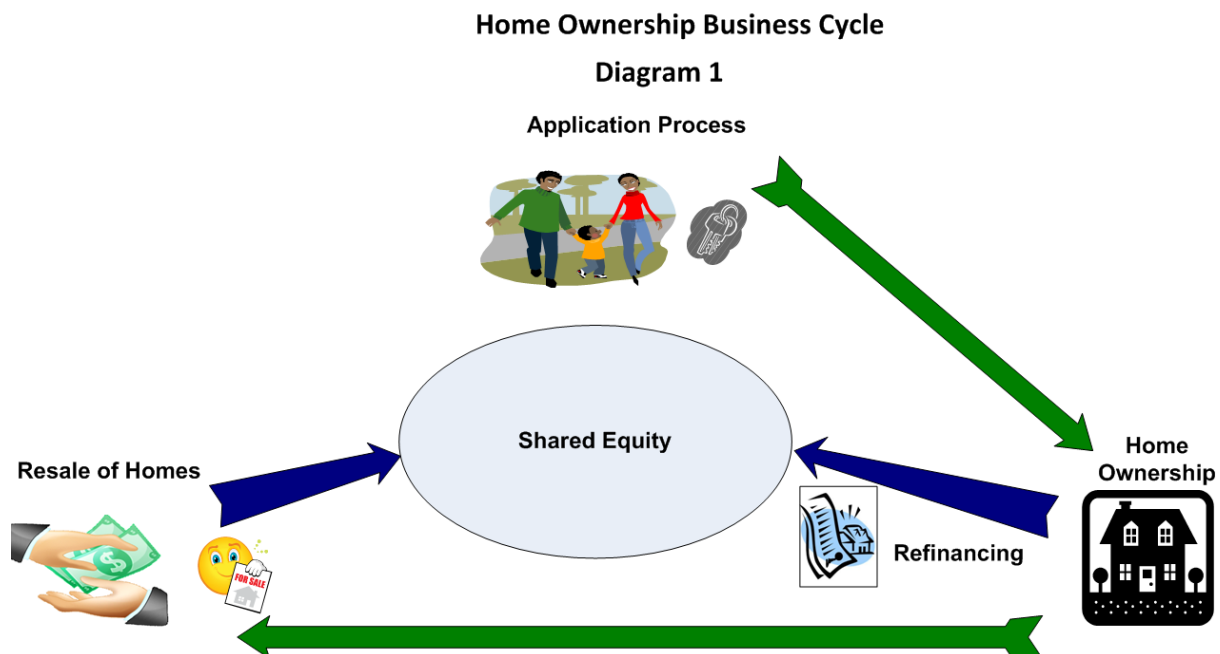 Home Ownership Business Cycle
Diagram 1
Application Process
Shared Equity
Resale of Homes
Home
Ownership
Refinancing
FOR SALE
$